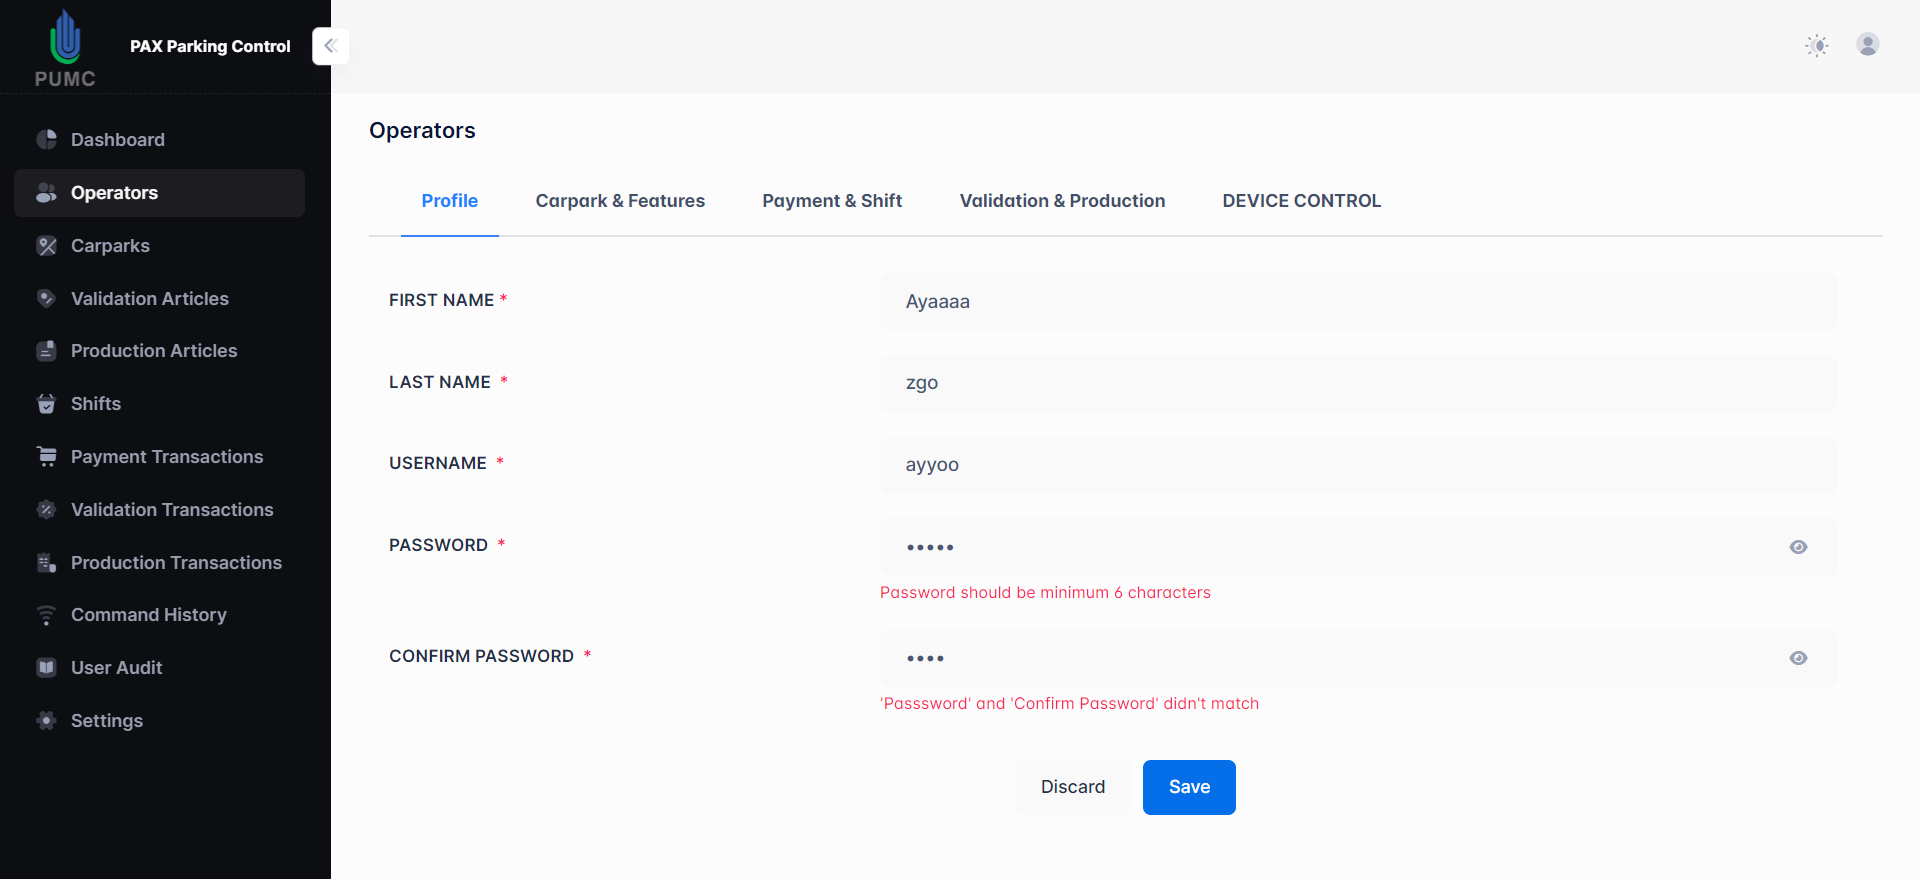 PUMC
PAX Parking Control
Dashboard
Operators
Carparks
Validation Articles
Production Articles
Shifts
Payment Transactions
Validation Transactions
Production Transactions
Command History
User Audit
Settings
Operators
Profile Carpark & Features Payment & Shift Validation & Production DEVICE CONTROL
FIRST NAME * Ayaaaa
LAST NAME * zgo
USERNAME * ayyoo
PASSWORD * •••••
Password should be minimum 6 characters
CONFIRM PASSWORD * ••••
'Passsword' and 'Confirm Password' didn't match
Discard Save